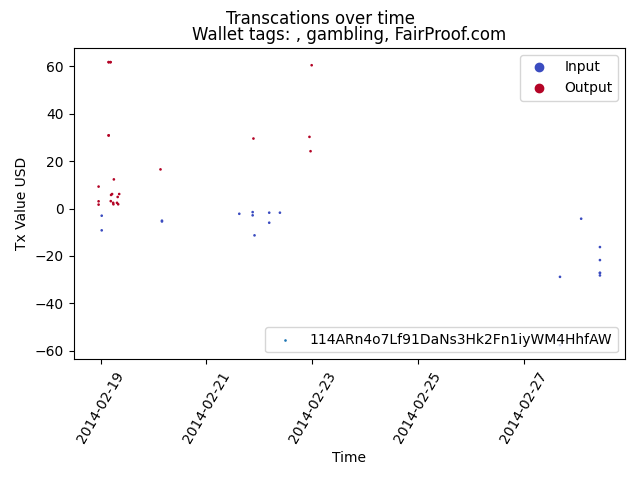 Transcations over time
Wallet tags: , gambling, FairProof.com
Input
Output
Tx Value USD
60
40
20
0
−20
−40
−60
114ARn4o7Lf91DaNs3Hk2Fn1iyWM4HhfAW
2014-02-19
2014-02-21
2014-02-23
2014-02-25
2014-02-27
Time